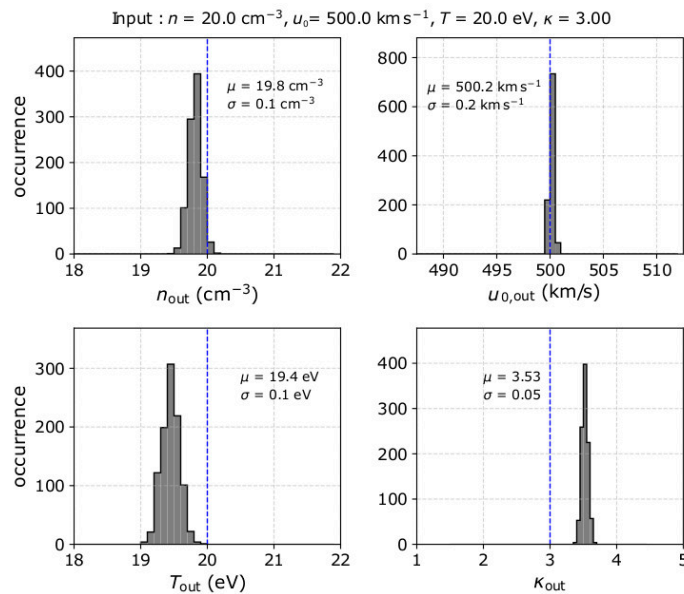 Input : n = 20.0 cm⁻³, u₀= 500.0 km s⁻¹, T = 20.0 eV, κ = 3.00
occurrence
400
300
200
100
0
μ = 19.8 cm⁻³
σ = 0.1 cm⁻³
18 19 20 21 22
n_out (cm⁻³)
800
600
400
200
0
μ = 500.2 km s⁻¹
σ = 0.2 km s⁻¹
490 495 500 505 510
u_0,out (km/s)
occurrence
300
200
100
0
μ = 19.4 eV
σ = 0.1 eV
18 19 20 21 22
T_out (eV)
400
300
200
100
0
μ = 3.53
σ = 0.05
1 2 3 4 5
κ_out